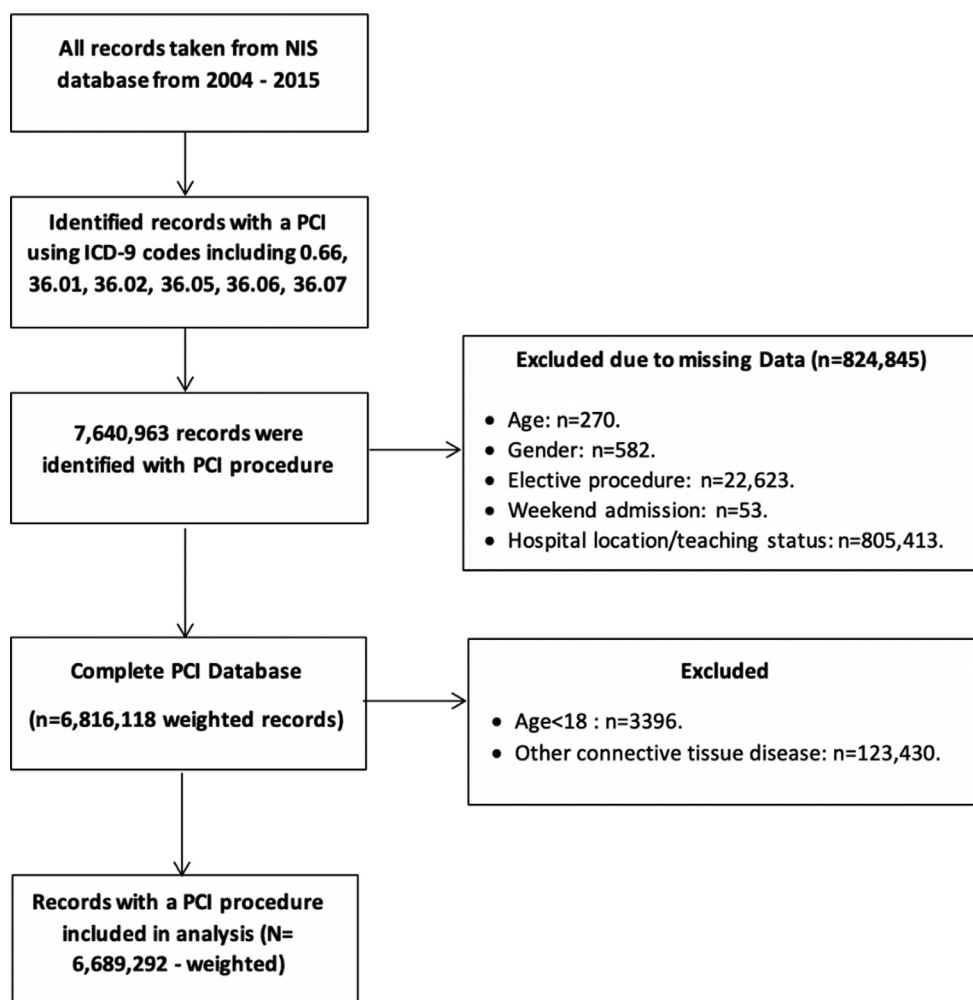 All records taken from NIS
database from 2004 - 2015
Identified records with a PCI
using ICD-9 codes including 0.66,
36.01, 36.02, 36.05, 36.06, 36.07
7,640,963 records were
identified with PCI procedure
Excluded due to missing Data (n=824,845)
• Age: n=270.
• Gender: n=582.
• Elective procedure: n=22,623.
• Weekend admission: n=53.
• Hospital location/teaching status: n=805,413.
Complete PCI Database
(n=6,816,118 weighted records)
Excluded
• Age<18 : n=3396.
• Other connective tissue disease: n=123,430.
Records with a PCI procedure
included in analysis (N=
6,689,292 - weighted)